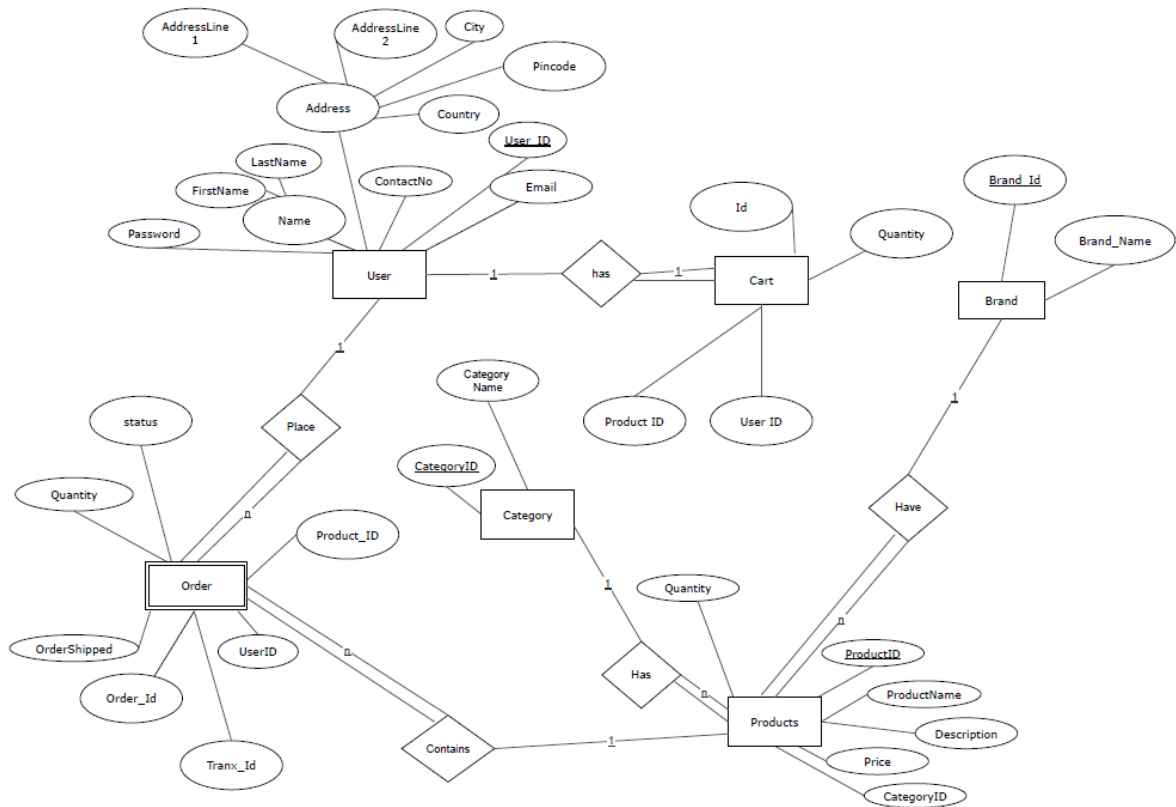 AddressLine
1
AddressLine
2
City
Pincode
Address
Country
User_ID
LastName
ContactNo
Email
FirstName
Name
Password
Brand_Id
Id
Quantity
Brand_Name
User
1
has
1
Cart
Brand
1
Category
Name
Product ID
User ID
1
status
Place
CategoryID
Quantity
n
Category
Have
Product_ID
Order
1
Quantity
n
OrderShipped
UserID
n
ProductID
Has
n
ProductName
Order_Id
Products
Description
Contains
1
Tranx_Id
Price
CategoryID